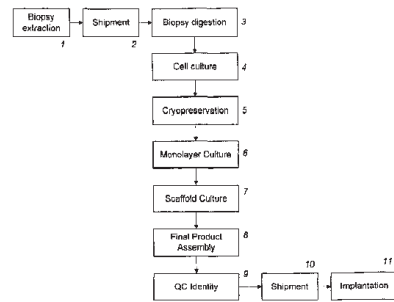 Biopsy
extraction
1
Shipment
2
Biopsy digestion
3
Cell culture
4
Cryopreservation
5
Monolayer Culture
6
Scaffold Culture
7
Final Product
Assembly
8
QC Identity
9
Shipment
10
Implantation
11